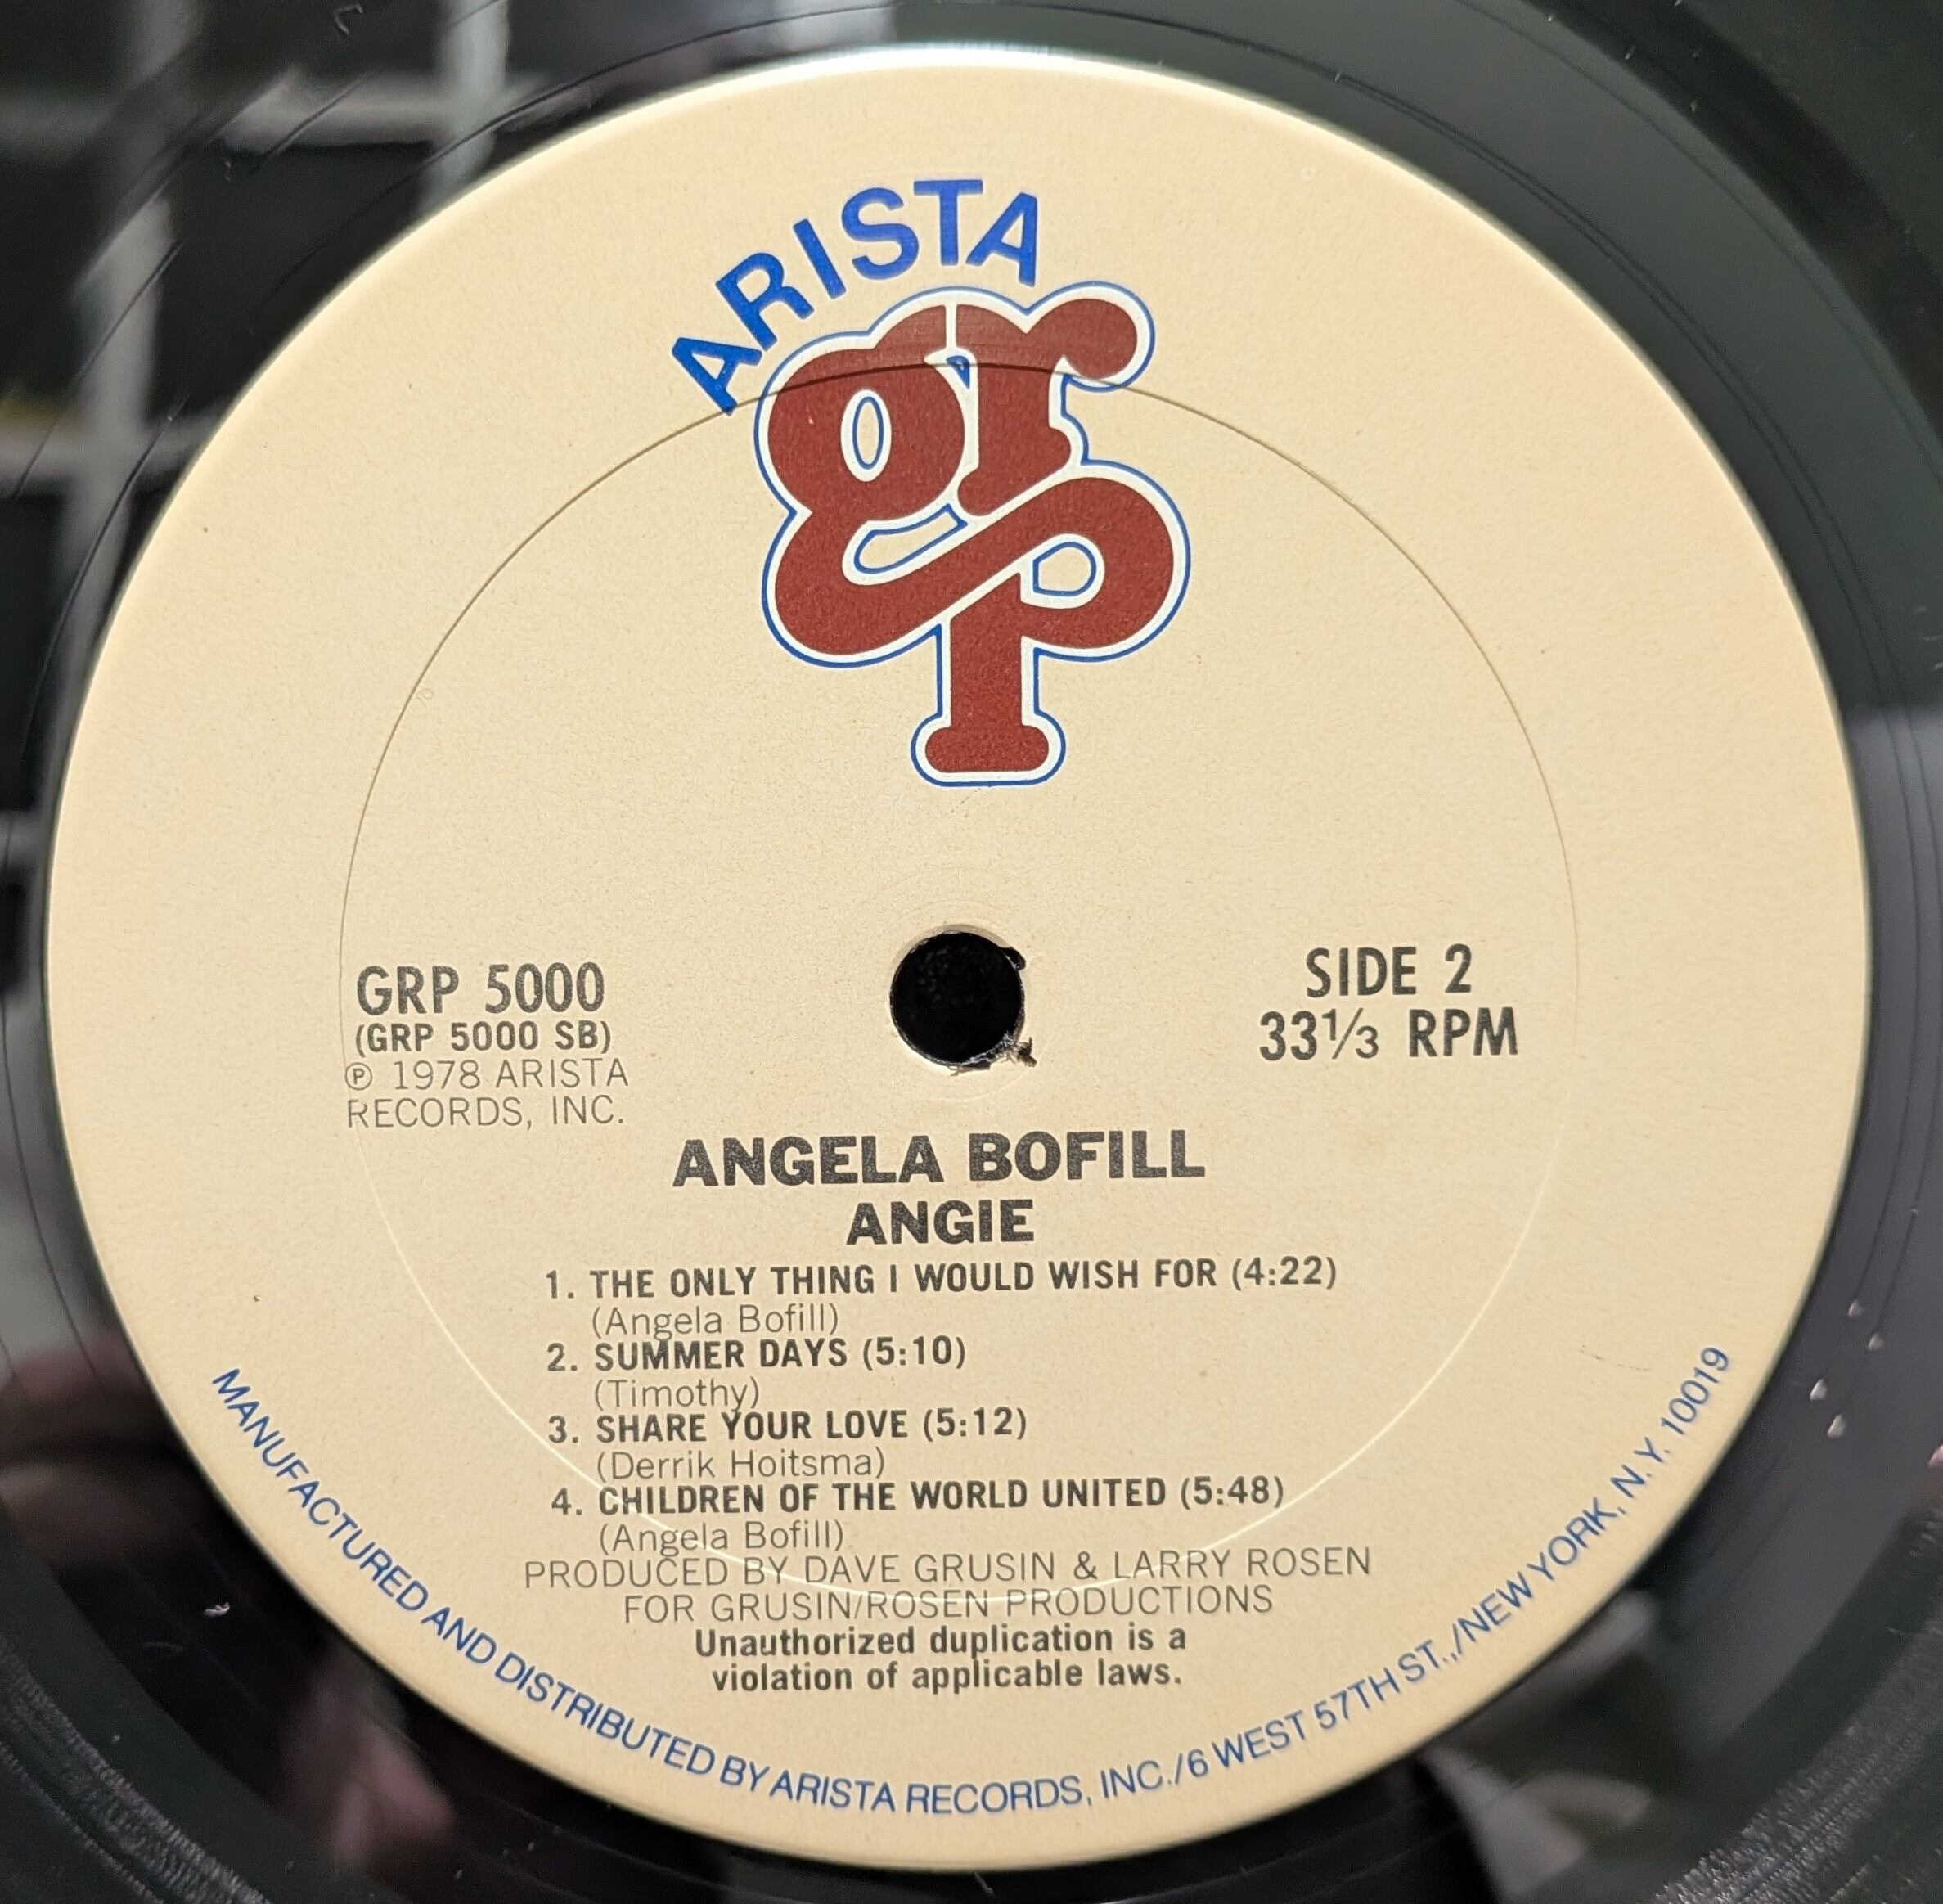 ARISTA
grp
GRP 5000
(GRP 5000 SB)
℗ 1978 ARISTA
RECORDS, INC.
SIDE 2
33⅓ RPM
ANGELA BOFILL
ANGIE
1. THE ONLY THING I WOULD WISH FOR (4:22)
(Angela Bofill)
2. SUMMER DAYS (5:10)
(Timothy)
3. SHARE YOUR LOVE (5:12)
(Derrik Hoitsma)
4. CHILDREN OF THE WORLD UNITED (5:48)
(Angela Bofill)
PRODUCED BY DAVE GRUSIN & LARRY ROSEN
FOR GRUSIN/ROSEN PRODUCTIONS
Unauthorized duplication is a
violation of applicable laws.
MANUFACTURED AND DISTRIBUTED BY ARISTA RECORDS, INC./6 WEST 57TH ST.,/NEW YORK, N.Y. 10019